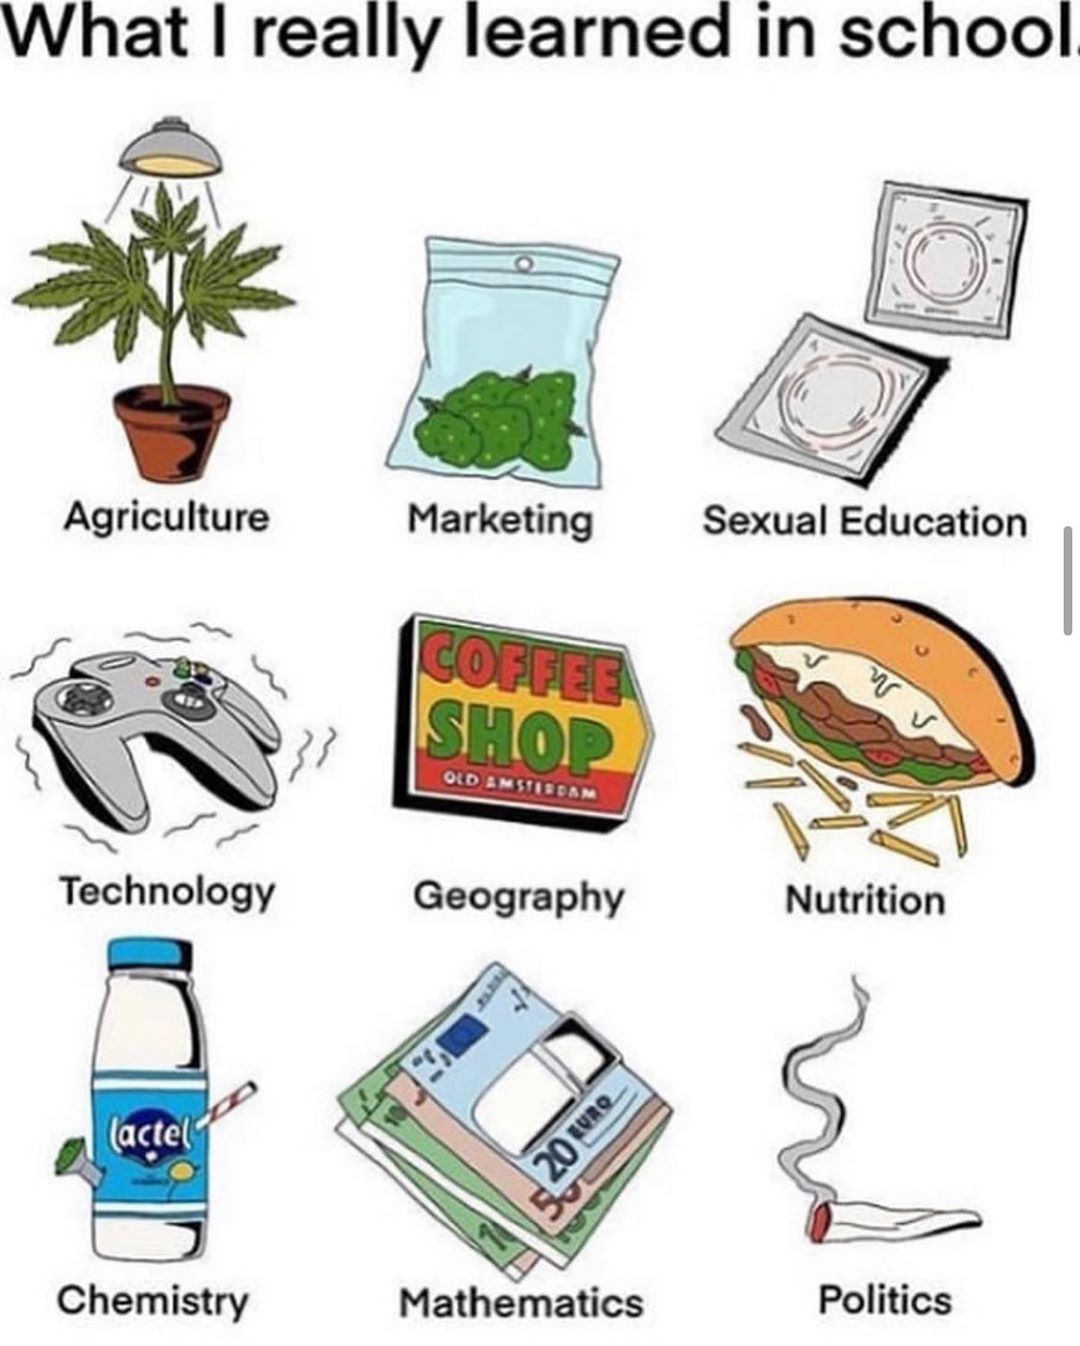 What I really learned in school.
Agriculture
Marketing
Sexual Education
COFFEE
SHOP
OLD AMSTERDAM
Technology
Geography
Nutrition
lactel
20 EURO
50
Chemistry
Mathematics
Politics